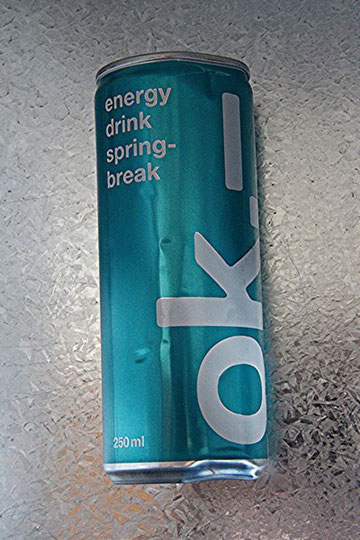 energy
drink
spring-
break
ok.–
250 ml